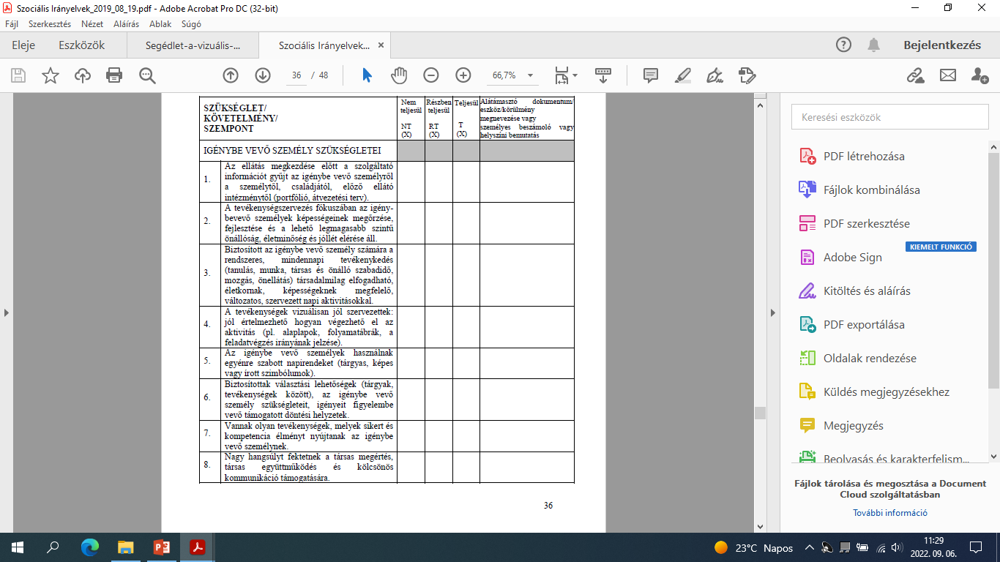 Szociális Irányelvek_2019_08_19.pdf - Adobe Acrobat Pro DC (32-bit)
Fájl Szerkesztés Nézet Aláírás Ablak Súgó
Eleje Eszközök Segédlet-a-vizuális-... Szociális Irányelvek... × Bejelentkezés
36 / 48 66,7%
SZÜKSÉGLET/
KÖVETELMÉNY/
SZEMPONT
Nem
teljesül
NT
(X)
Részben
teljesül
RT
(X)
Teljesül
T
(X)
Alátámasztó dokumentum/
eszköz/körülmény
megnevezése vagy
személyes beszámoló vagy
helyszíni bemutatás
IGÉNYBE VEVŐ SZEMÉLY SZÜKSÉGLETEI
1.
Az ellátás megkezdése előtt a szolgáltató
információt gyűjt az igénybe vevő személyről
a személytől, családjától, előző ellátó
intézménytől (portfólió, átvezetési terv).
2.
A tevékenységszervezés fókuszában az igény-
bevevő személyek képességeinek megőrzése,
fejlesztése és a lehető legmagasabb szintű
önállóság, életminőség és jóllét elérése áll.
3.
Biztosított az igénybe vevő személy számára a
rendszeres, mindennapi tevékenykedés
(tanulás, munka, társas és önálló szabadidő,
mozgás, önellátás) társadalmilag elfogadható,
életkornak, képességeknek megfelelő,
változatos, szervezett napi aktivitásokkal.
4.
A tevékenységek vizuálisan jól szervezettek:
jól értelmezhető hogyan végezhető el az
aktivitás (pl. alaplapok, folyamatábrák, a
feladatvégzés irányának jelzése).
5.
Az igénybe vevő személyek használnak
egyénre szabott napirendeket (tárgyas, képes
vagy írott szimbólumok).
6.
Biztosítottak választási lehetőségek (tárgyak,
tevékenységek között), az igénybe vevő
személy szükségleteit, igényeit figyelembe
vevő támogatott döntési helyzetek.
7.
Vannak olyan tevékenységek, melyek sikert és
kompetencia élményt nyújtanak az igénybe
vevő személynek.
8.
Nagy hangsúlyt fektetnek a társas megértés,
társas együttműködés és kölcsönös
kommunikáció támogatására.
36
Keresési eszközök
PDF létrehozása
Fájlok kombinálása
PDF szerkesztése
KIEMELT FUNKCIÓ
Adobe Sign
Kitöltés és aláírás
PDF exportálása
Oldalak rendezése
Küldés megjegyzésekhez
Megjegyzés
Beolvasás és karakterfelism...
Fájlok tárolása és megosztása a Document
Cloud szolgáltatásban
További információ
23°C Napos
11:29
2022. 09. 06.